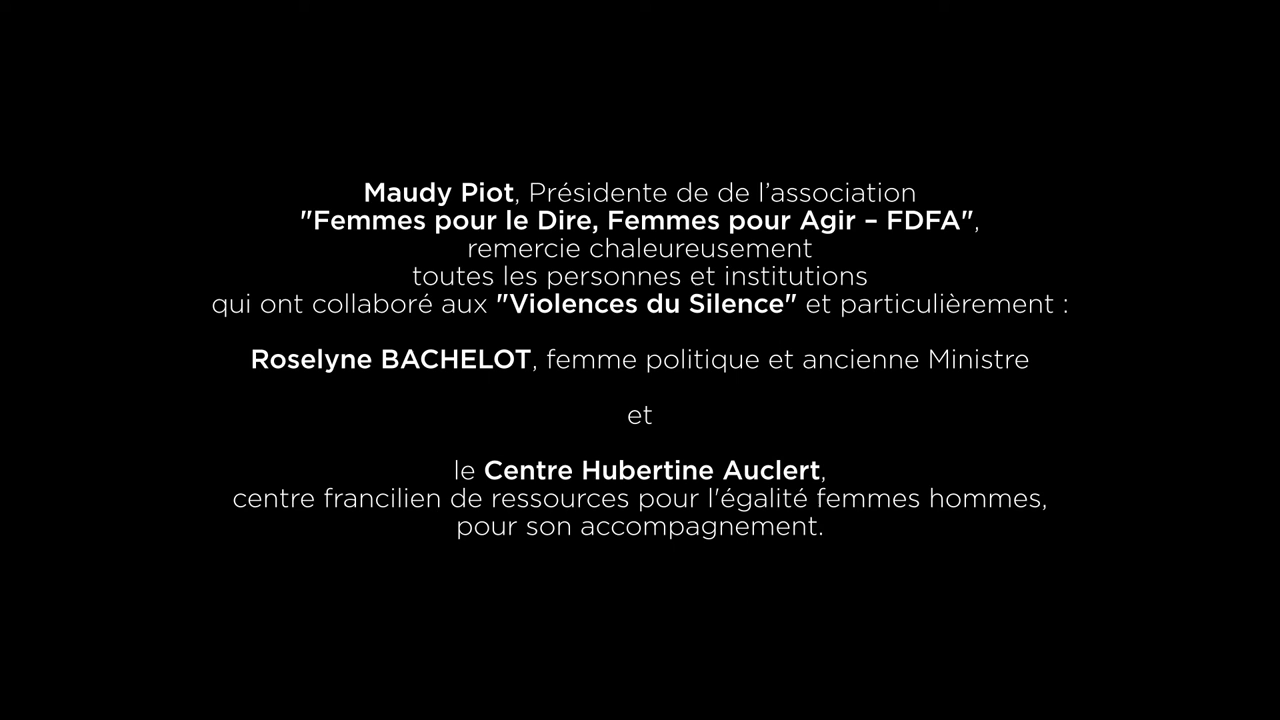 Maudy Piot, Présidente de de l’association
"Femmes pour le Dire, Femmes pour Agir – FDFA",
remercie chaleureusement
toutes les personnes et institutions
qui ont collaboré aux "Violences du Silence" et particulièrement :
Roselyne BACHELOT, femme politique et ancienne Ministre
et
le Centre Hubertine Auclert,
centre francilien de ressources pour l'égalité femmes hommes,
pour son accompagnement.